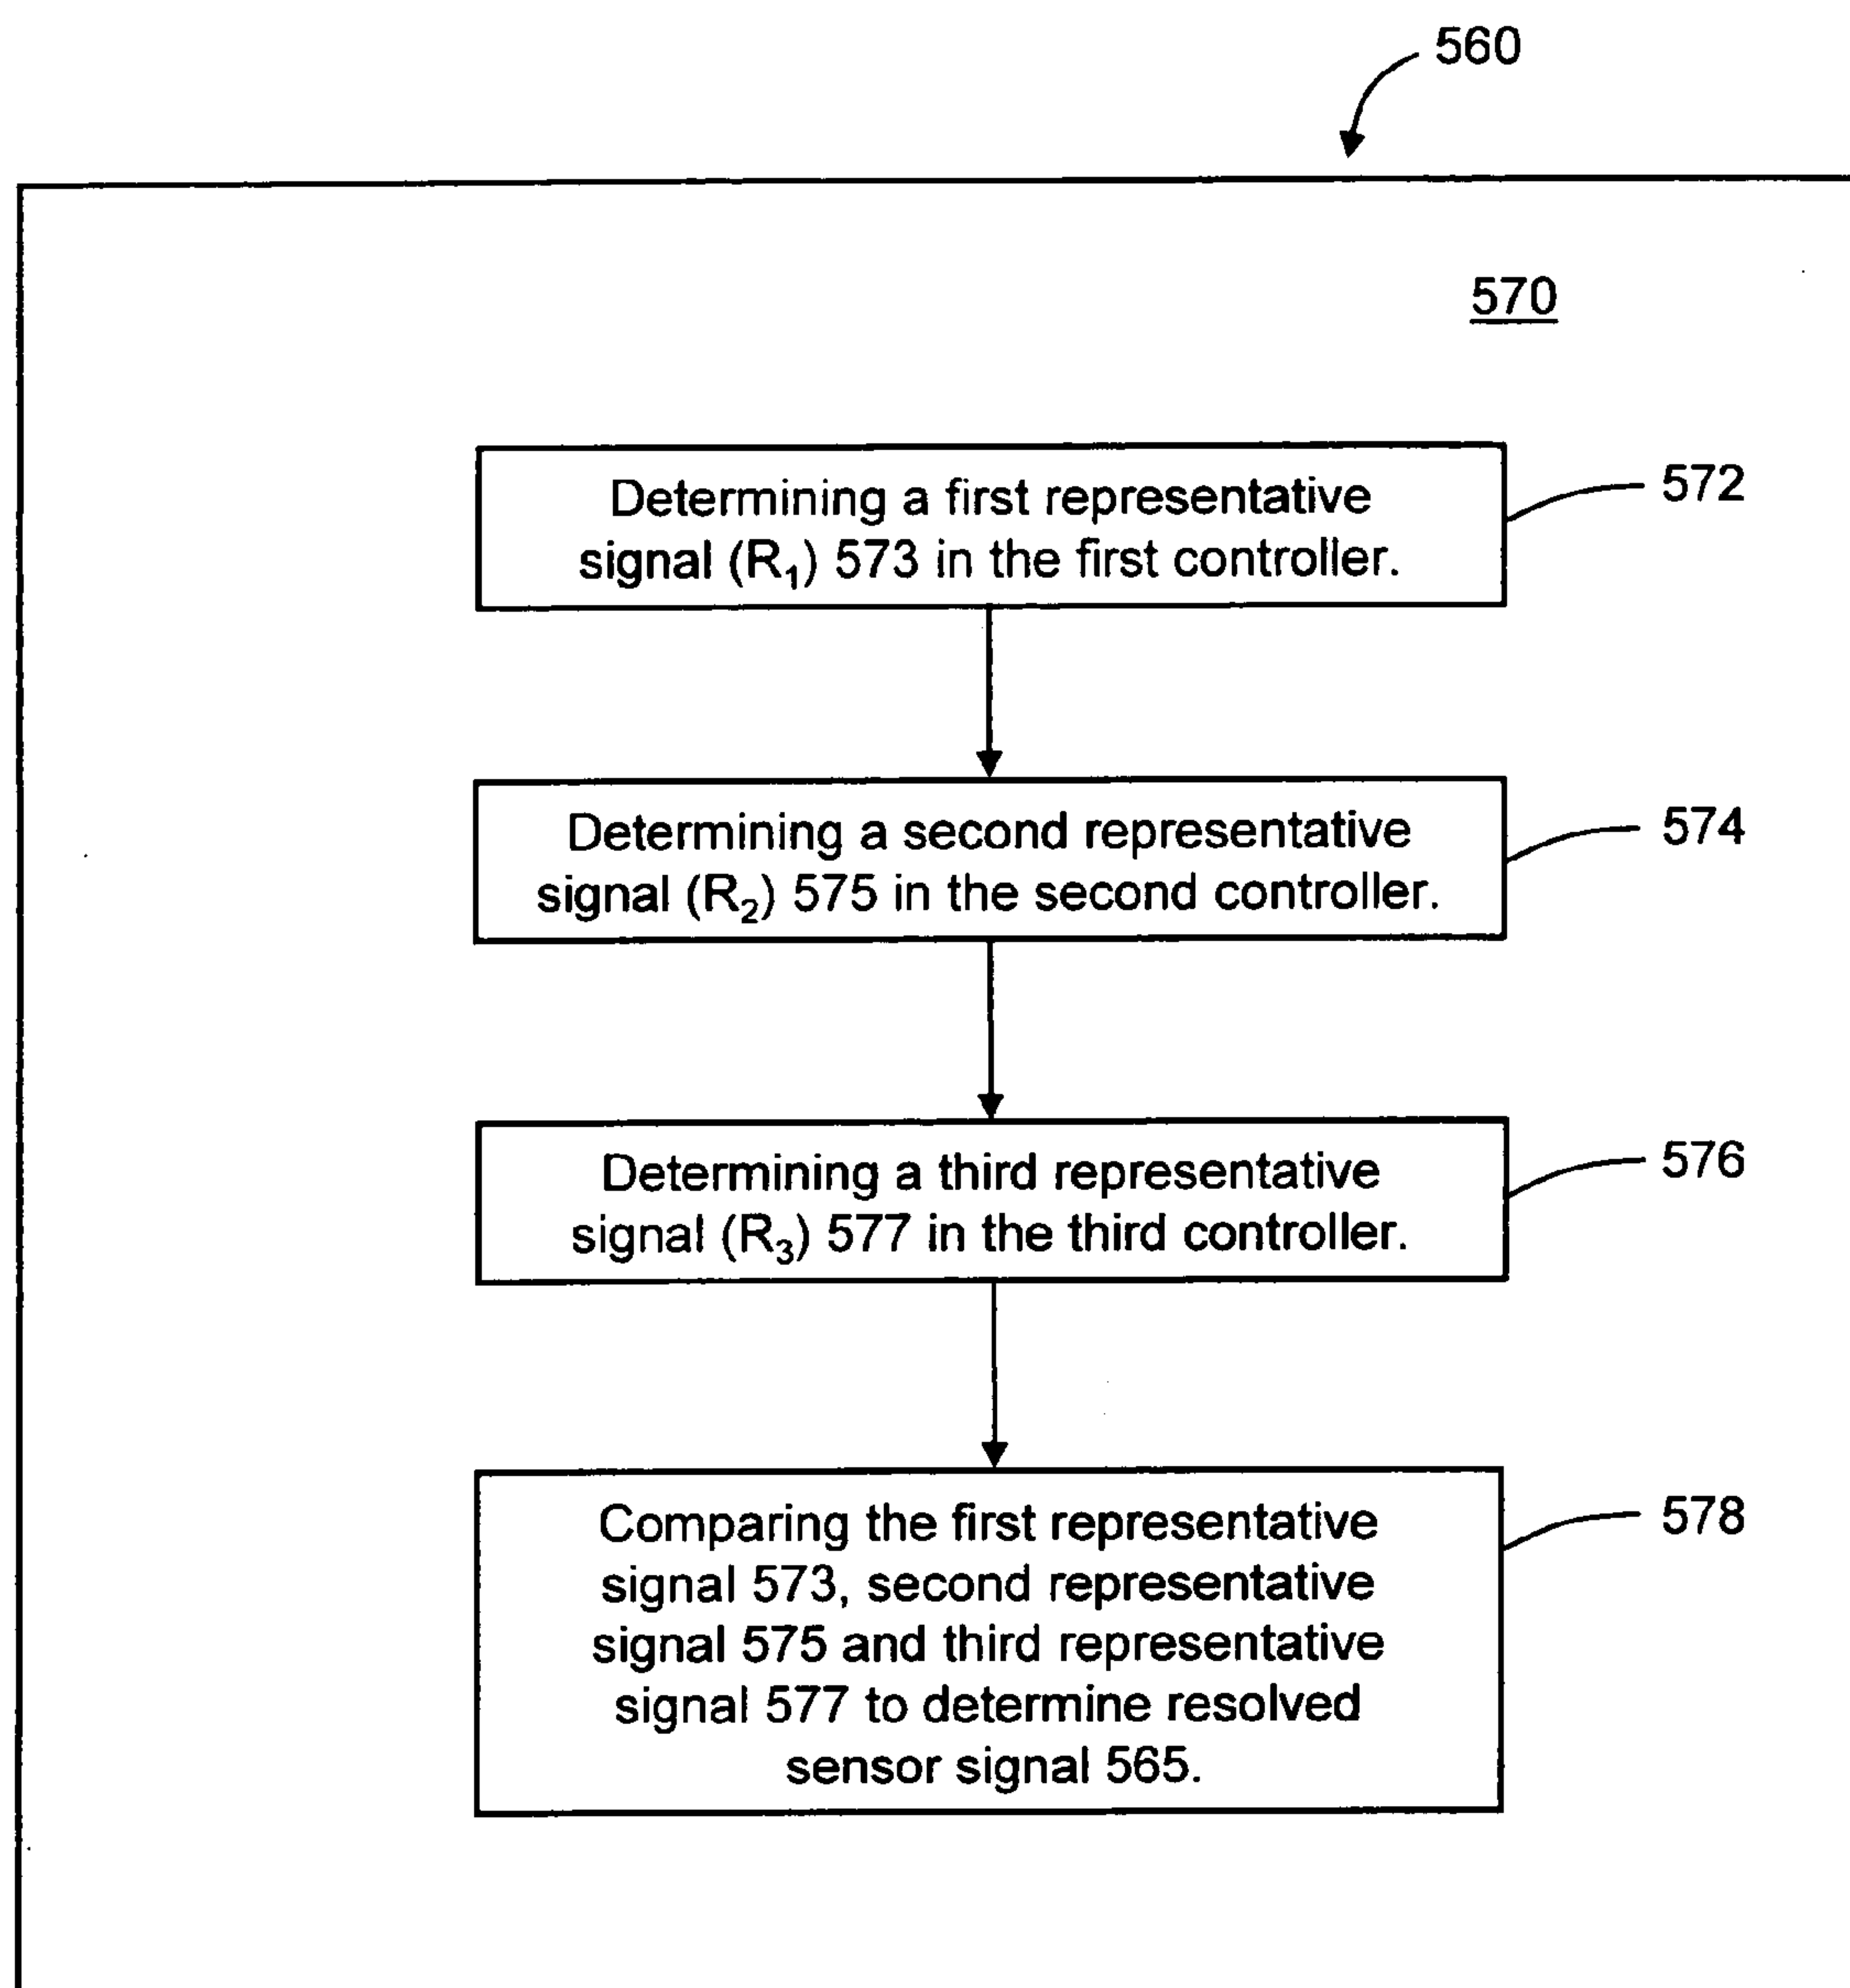 560
570
Determining a first representative
signal (R₁) 573 in the first controller.
572
Determining a second representative
signal (R₂) 575 in the second controller.
574
Determining a third representative
signal (R₃) 577 in the third controller.
576
Comparing the first representative
signal 573, second representative
signal 575 and third representative
signal 577 to determine resolved
sensor signal 565.
578